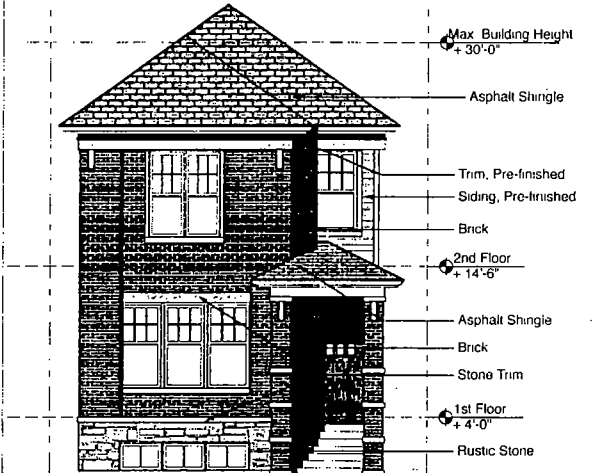 Max Building Height
+ 30'-0"
Asphalt Shingle
Trim, Pre-finished
Siding, Pre-finished
Brick
2nd Floor
+ 14'-6"
Asphalt Shingle
Brick
Stone Trim
1st Floor
+ 4'-0"
Rustic Stone